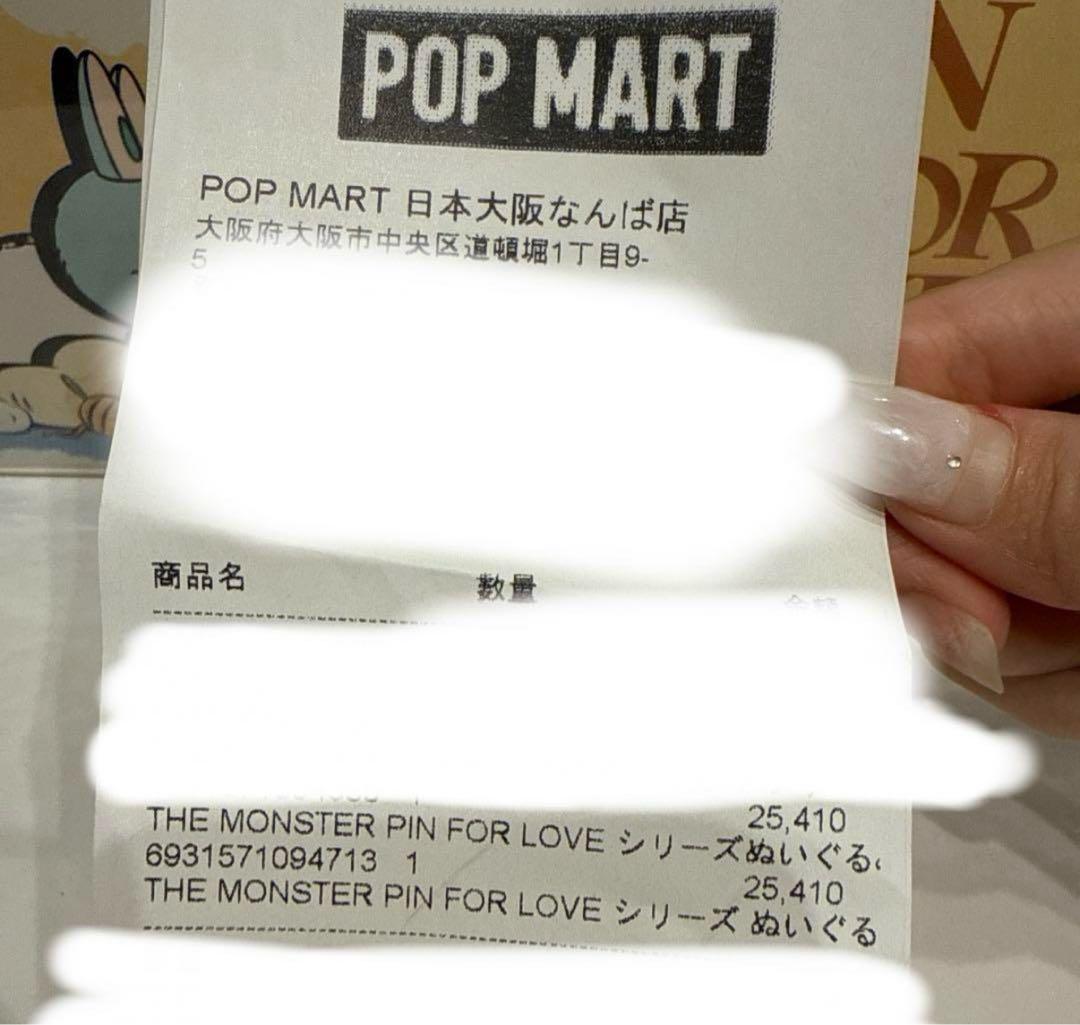 POP MART
POP MART 日本大阪なんば店
大阪府大阪市中央区道頓堀1丁目9-
5
商品名 数量
25,410
THE MONSTER PIN FOR LOVE シリーズぬいぐる
6931571094713 1
25,410
THE MONSTER PIN FOR LOVE シリーズ ぬいぐる
N
OR